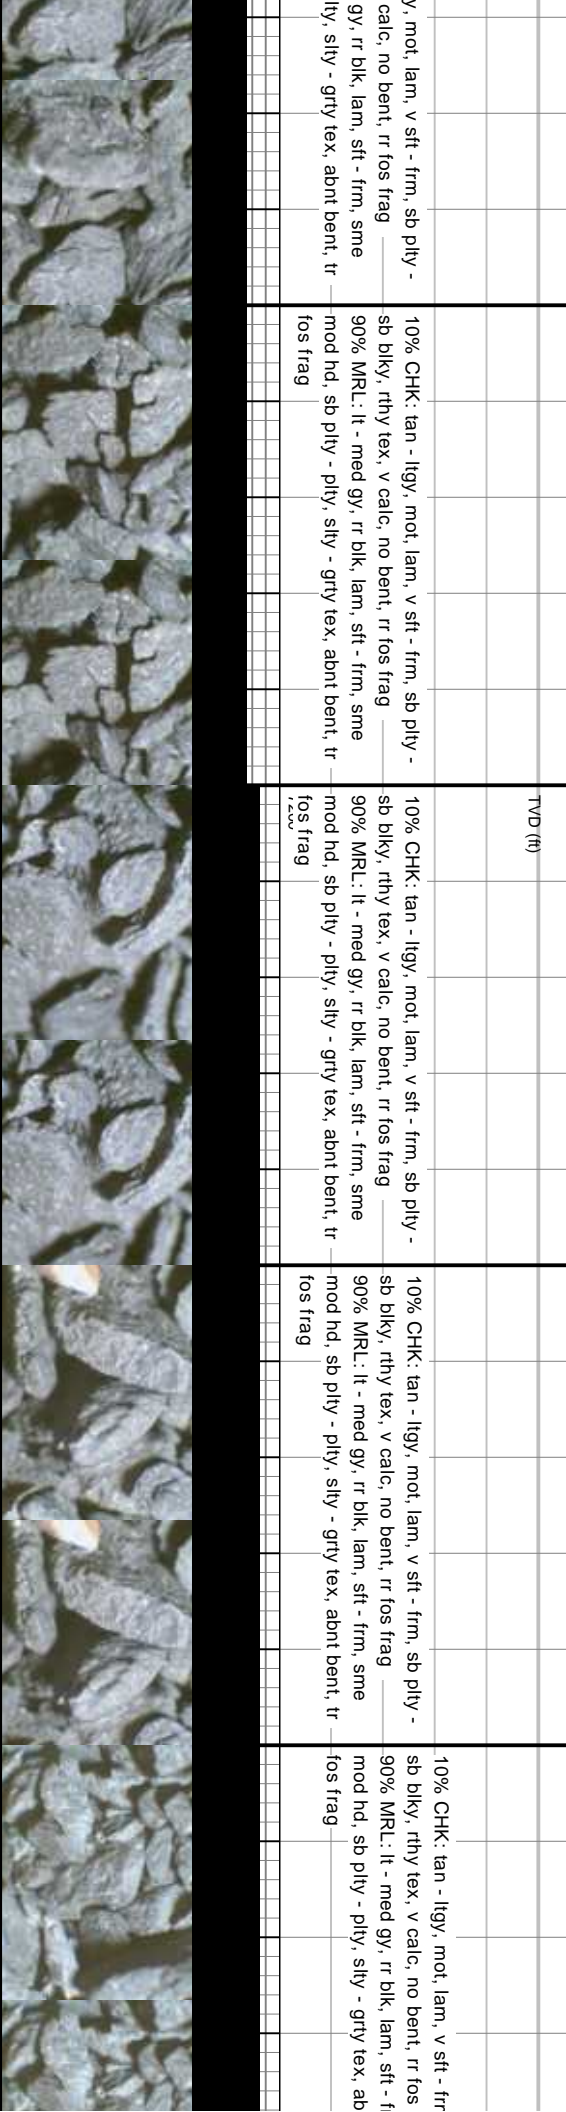 y, mot, lam, v sft - frm, sb plty -
calc, no bent, rr fos frag
gy, rr blk, lam, sft - frm, sme
lty, slty - grty tex, abnt bent, tr
10% CHK: tan - ltgy, mot, lam, v sft - frm, sb plty -
sb blky, rthy tex, v calc, no bent, rr fos frag
90% MRL: lt - med gy, rr blk, lam, sft - frm, sme
mod hd, sb plty - plty, slty - grty tex, abnt bent, tr
fos frag
TVD (ft)
10% CHK: tan - ltgy, mot, lam, v sft - frm, sb plty -
sb blky, rthy tex, v calc, no bent, rr fos frag
90% MRL: lt - med gy, rr blk, lam, sft - frm, sme
mod hd, sb plty - plty, slty - grty tex, abnt bent, tr
fos frag
10% CHK: tan - ltgy, mot, lam, v sft - frm, sb plty -
sb blky, rthy tex, v calc, no bent, rr fos frag
90% MRL: lt - med gy, rr blk, lam, sft - frm, sme
mod hd, sb plty - plty, slty - grty tex, abnt bent, tr
fos frag
10% CHK: tan - ltgy, mot, lam, v sft - frr
sb blky, rthy tex, v calc, no bent, rr fos
90% MRL: lt - med gy, rr blk, lam, sft - fr
mod hd, sb plty - plty, slty - grty tex, ab
fos frag